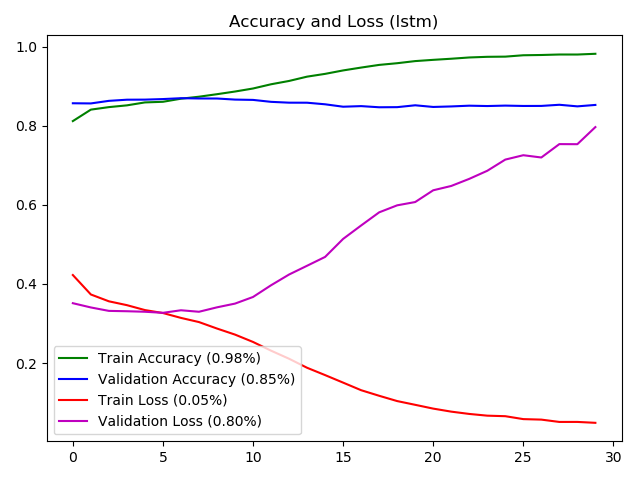 Accuracy and Loss (lstm)
1.0
0.8
0.6
0.4
0.2
Train Accuracy (0.98%)
Validation Accuracy (0.85%)
Train Loss (0.05%)
Validation Loss (0.80%)
0 5 10 15 20 25 30